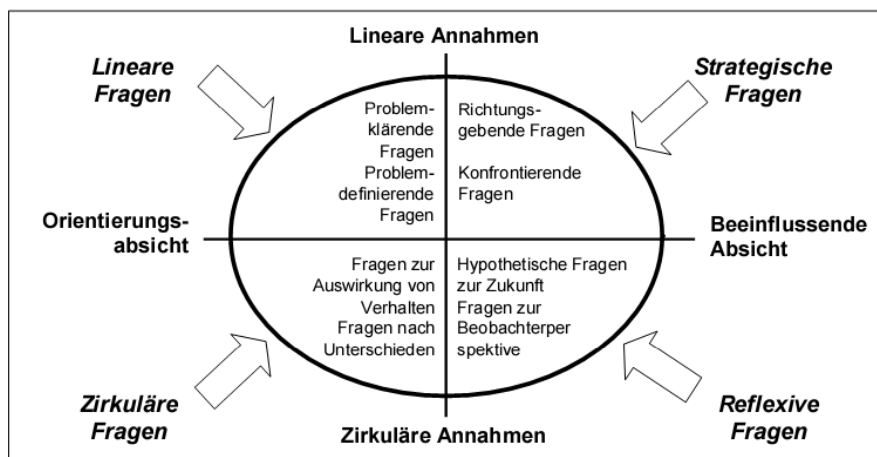 Lineare Annahmen
Lineare
Fragen
Strategische
Fragen
Problem-
klärende
Fragen
Problem-
definierende
Fragen
Richtungs-
gebende Fragen
Konfrontierende
Fragen
Orientierungs-
absicht
Beeinflussende
Absicht
Fragen zur
Auswirkung von
Verhalten
Fragen nach
Unterschieden
Hypothetische Fragen
zur Zukunft
Fragen zur
Beobachterper
spektive
Zirkuläre
Fragen
Reflexive
Fragen
Zirkuläre Annahmen